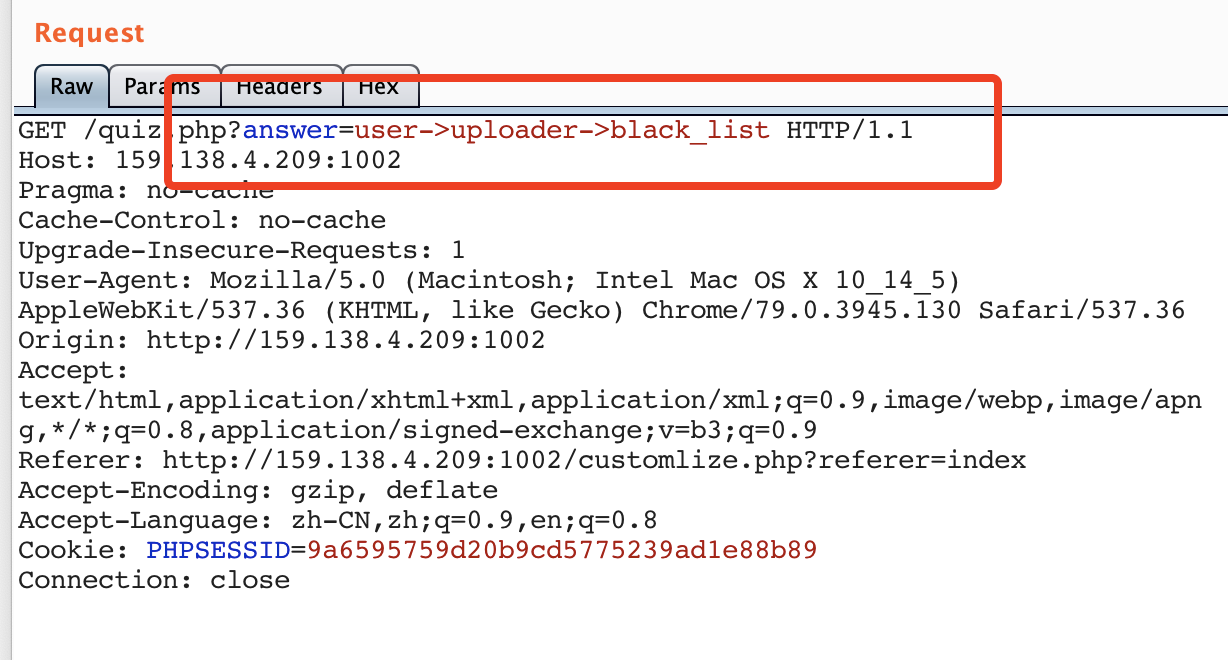 Request
Raw Params Headers Hex
GET /quiz.php?answer=user->uploader->black_list HTTP/1.1
Host: 159.138.4.209:1002
Pragma: no-cache
Cache-Control: no-cache
Upgrade-Insecure-Requests: 1
User-Agent: Mozilla/5.0 (Macintosh; Intel Mac OS X 10_14_5)
AppleWebKit/537.36 (KHTML, like Gecko) Chrome/79.0.3945.130 Safari/537.36
Origin: http://159.138.4.209:1002
Accept:
text/html,application/xhtml+xml,application/xml;q=0.9,image/webp,image/apn
g,*/*;q=0.8,application/signed-exchange;v=b3;q=0.9
Referer: http://159.138.4.209:1002/customlize.php?referer=index
Accept-Encoding: gzip, deflate
Accept-Language: zh-CN,zh;q=0.9,en;q=0.8
Cookie: PHPSESSID=9a6595759d20b9cd5775239ad1e88b89
Connection: close